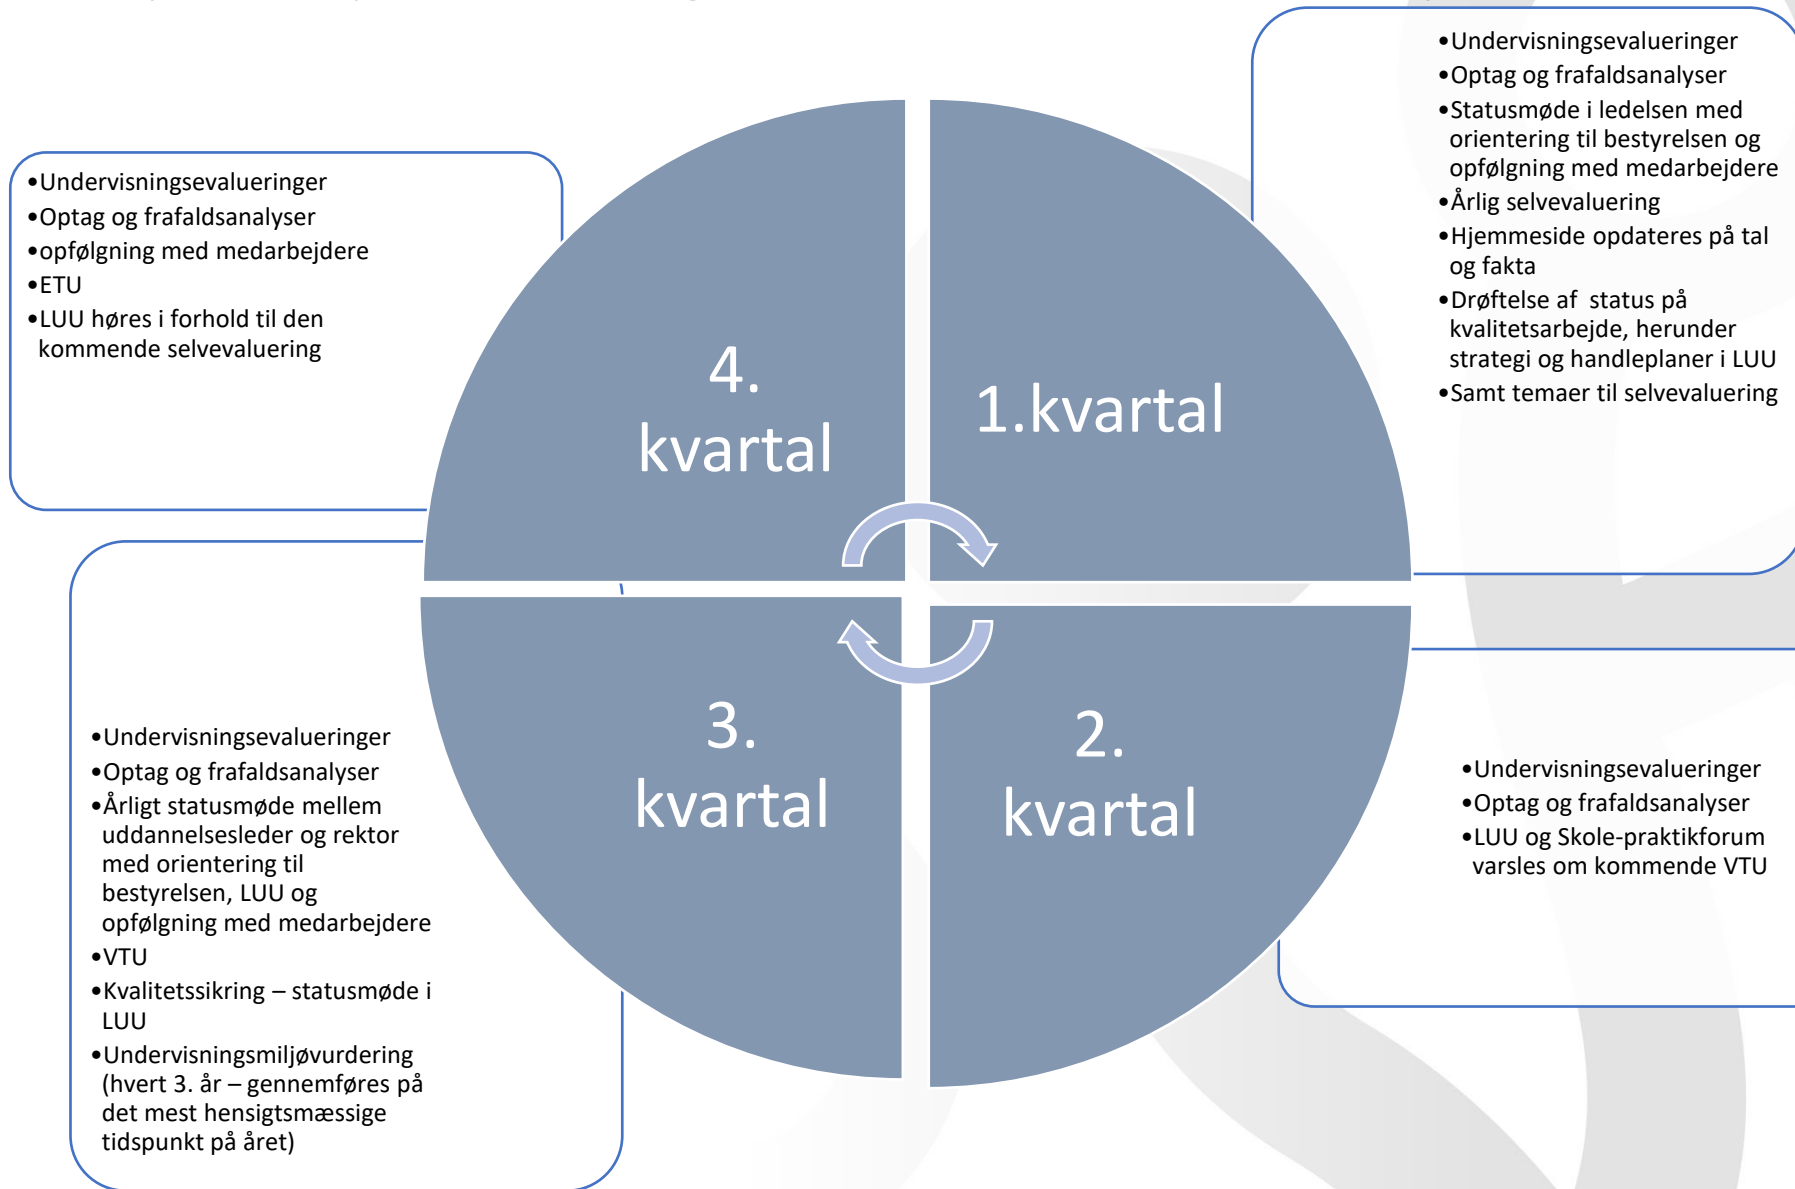 •Undervisningsevalueringer
•Optag og frafaldsanalyser
•Statusmøde i ledelsen med
orientering til bestyrelsen og
opfølgning med medarbejdere
•Årlig selvevaluering
•Hjemmeside opdateres på tal
og fakta
•Drøftelse af status på
kvalitetsarbejde, herunder
strategi og handleplaner i LUU
•Samt temaer til selvevaluering
•Undervisningsevalueringer
•Optag og frafaldsanalyser
•opfølgning med medarbejdere
•ETU
•LUU høres i forhold til den
kommende selvevaluering
4.
kvartal
1.kvartal
3.
kvartal
2.
kvartal
•Undervisningsevalueringer
•Optag og frafaldsanalyser
•Årligt statusmøde mellem
uddannelsesleder og rektor
med orientering til
bestyrelsen, LUU og
opfølgning med medarbejdere
•VTU
•Kvalitetssikring – statusmøde i
LUU
•Undervisningsmiljøvurdering
(hvert 3. år – gennemføres på
det mest hensigtsmæssige
tidspunkt på året)
•Undervisningsevalueringer
•Optag og frafaldsanalyser
•LUU og Skole-praktikforum
varsles om kommende VTU